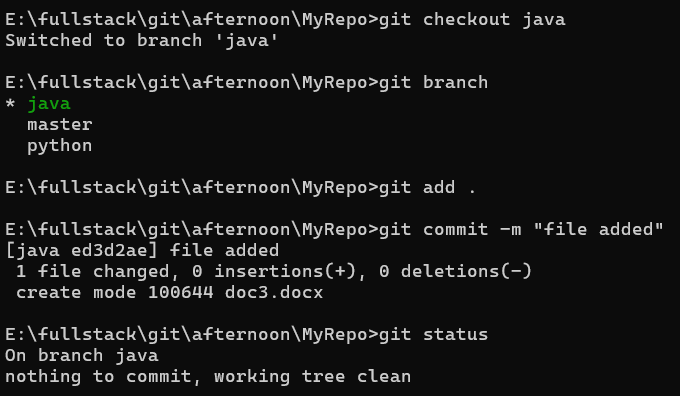 E:\fullstack\git\afternoon\MyRepo>git checkout java
Switched to branch 'java'
E:\fullstack\git\afternoon\MyRepo>git branch
* java
  master
  python
E:\fullstack\git\afternoon\MyRepo>git add .
E:\fullstack\git\afternoon\MyRepo>git commit -m "file added"
[java ed3d2ae] file added
 1 file changed, 0 insertions(+), 0 deletions(-)
 create mode 100644 doc3.docx
E:\fullstack\git\afternoon\MyRepo>git status
On branch java
nothing to commit, working tree clean